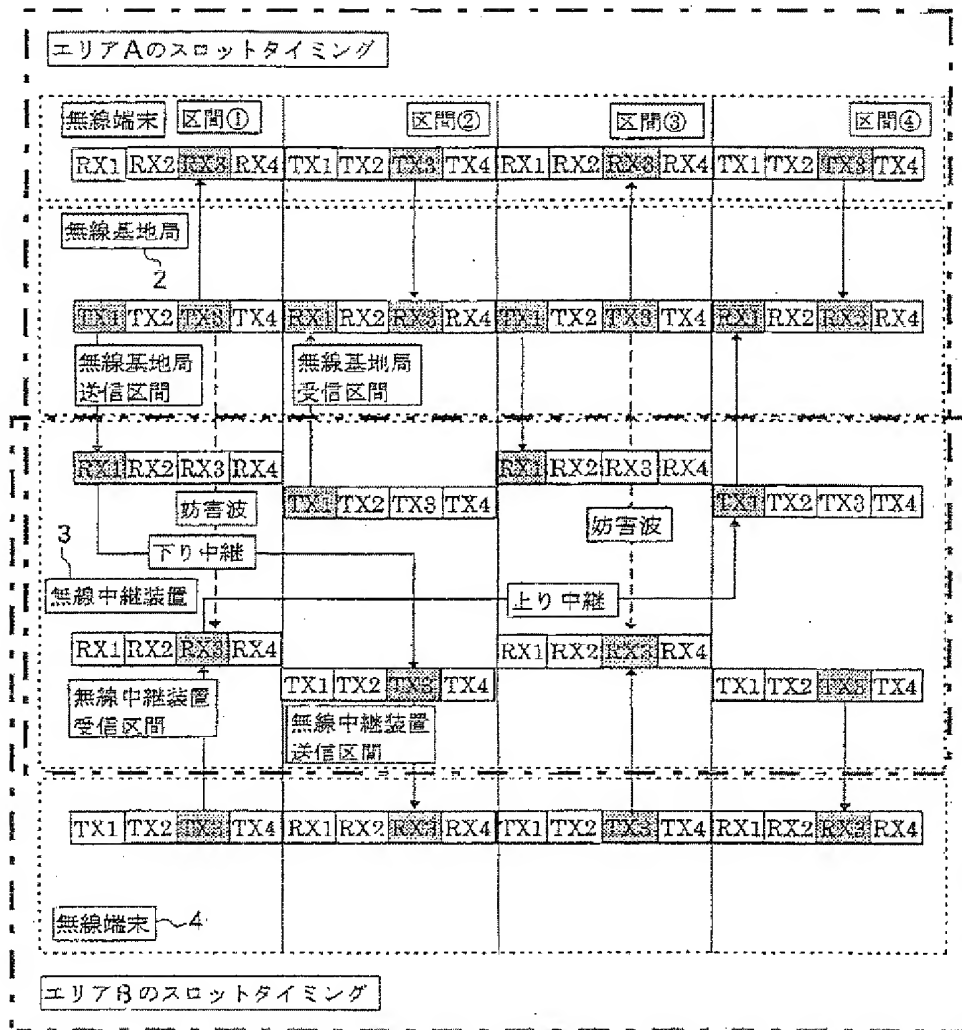 エリアAのスロットタイミング
無線端末 区間① 区間② 区間③ 区間④
RX1 RX2 RX3 RX4 TX1 TX2 TX3 TX4 RX1 RX2 RX3 RX4 TX1 TX2 TX3 TX4
無線基地局
2
TX1 TX2 TX3 TX4 RX1 RX2 RX3 RX4 TX1 TX2 TX3 TX4 RX1 RX2 RX3 RX4
無線基地局
送信区間
無線基地局
受信区間
RX1 RX2 RX3 RX4 RX1 RX2 RX3 RX4
TX1 TX2 TX3 TX4 TX1 TX2 TX3 TX4
妨害波 妨害波
3
下り中継
無線中継装置
上り中継
RX1 RX2 RX3 RX4 RX1 RX2 RX3 RX4
TX1 TX2 TX3 TX4 TX1 TX2 TX3 TX4
無線中継装置
受信区間
無線中継装置
送信区間
TX1 TX2 TX3 TX4 RX1 RX2 RX3 RX4 TX1 TX2 TX3 TX4 RX1 RX2 RX3 RX4
無線端末 4
エリアBのスロットタイミング